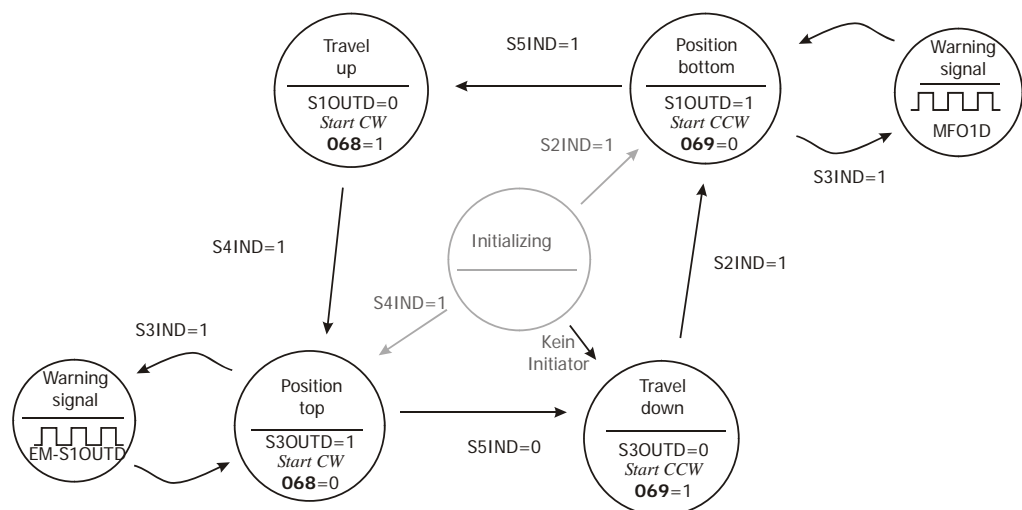 Travel
up
S1OUTD=0
Start CW
068=1
S5IND=1
Position
bottom
S1OUTD=1
Start CCW
069=0
Warning
signal
MFO1D
S3IND=1
S2IND=1
Initializing
S4IND=1
S2IND=1
S4IND=1
Kein
Initiator
S3IND=1
Warning
signal
EM-S1OUTD
Position
top
S3OUTD=1
Start CW
068=0
S5IND=0
Travel
down
S3OUTD=0
Start CCW
069=1